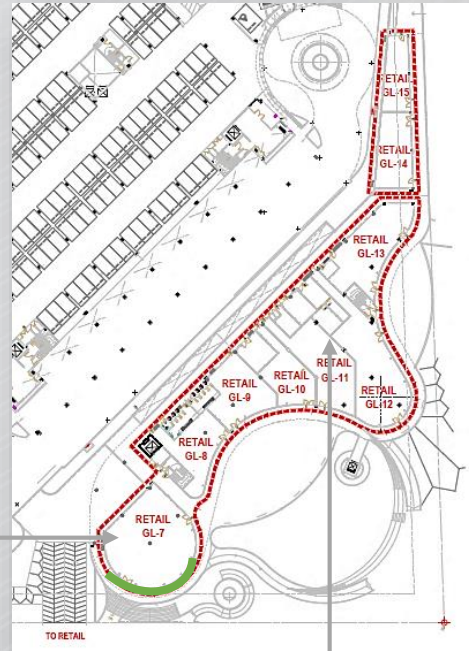 P
RETAIL
GL-15
RETAIL
GL-14
RETAIL
GL-13
RETAIL
GL-11
RETAIL
GL-10
RETAIL
GL-9
RETAIL
GL-12
RETAIL
GL-8
RETAIL
GL-7
TO RETAIL